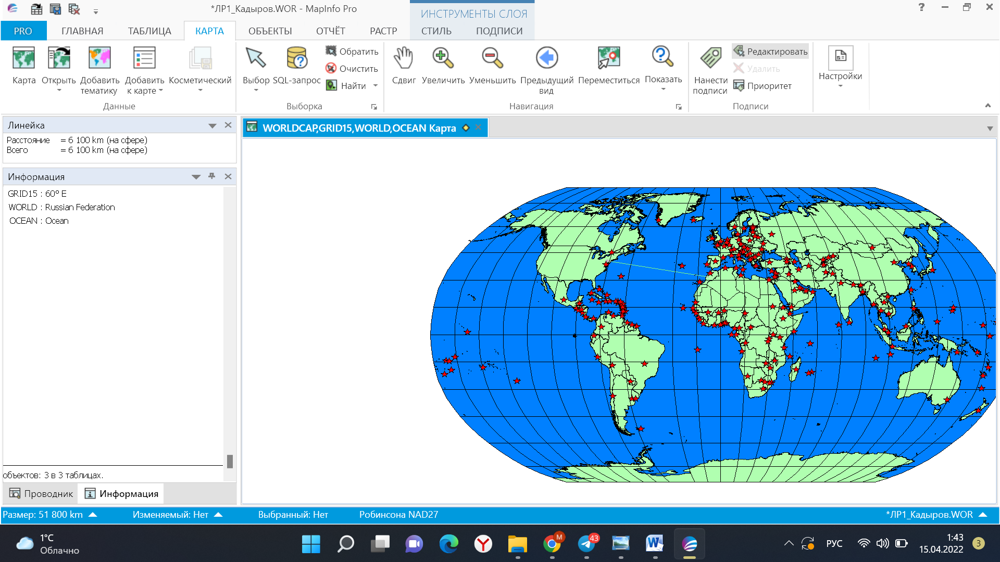 *ЛР1_Кадыров.WOR - MapInfo Pro
ИНСТРУМЕНТЫ СЛОЯ
PRO ГЛАВНАЯ ТАБЛИЦА КАРТА ОБЪЕКТЫ ОТЧЁТ РАСТР СТИЛЬ ПОДПИСИ
Карта
Открыть
Добавить тематику
Добавить к карте
Косметический
Данные
Выбор
SQL-запрос
Обратить
Очистить
Найти
Выборка
Сдвиг
Увеличить
Уменьшить
Предыдущий вид
Переместиться
Показать
Навигация
Нанести подписи
Редактировать
Удалить
Приоритет
Подписи
Настройки
Линейка
Расстояние = 6 100 km (на сфере)
Всего = 6 100 km (на сфере)
Информация
GRID15 : 60° E
WORLD : Russian Federation
OCEAN : Ocean
объектов: 3 в 3 таблицах.
Проводник Информация
WORLDCAP,GRID15,WORLD,OCEAN Карта
Размер: 51 800 km Изменяемый: Нет Выбранный: Нет Робинсона NAD27 *ЛР1_Кадыров.WOR
1°C
Облачно
M
43
РУС
1:43
15.04.2022
3